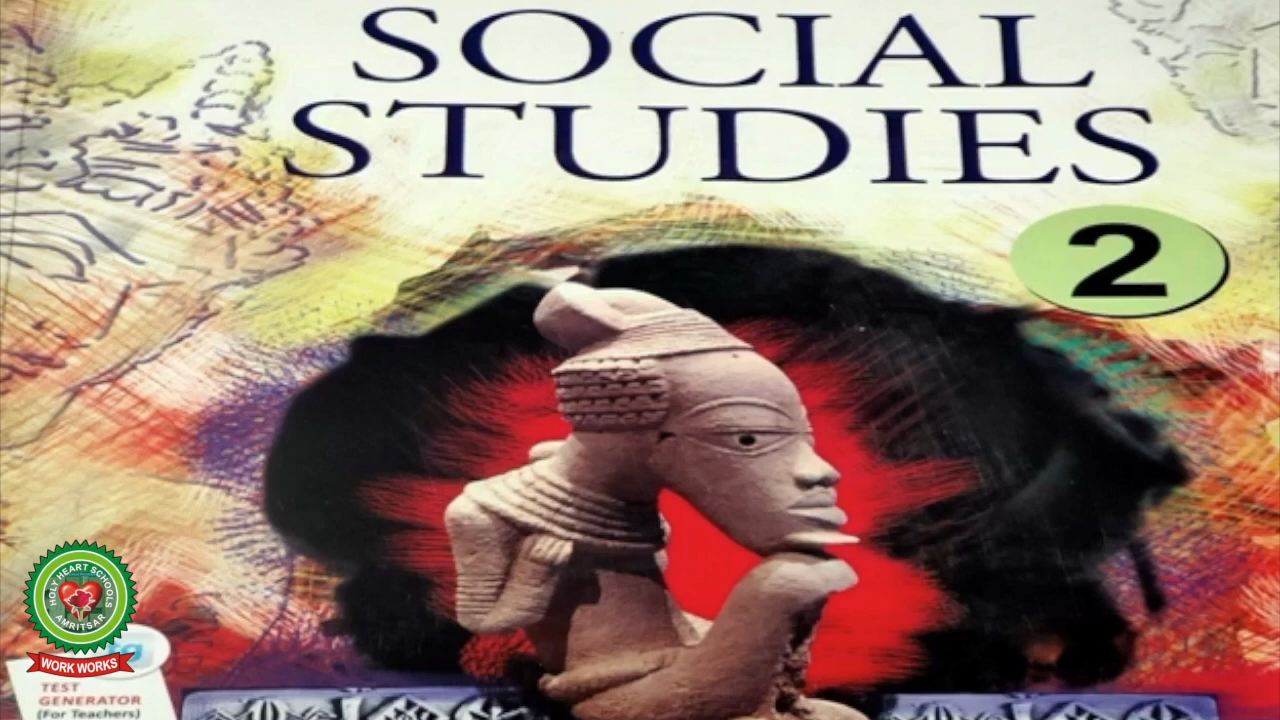 SOCIAL
STUDIES
2
HOLY HEART SCHOOLS
AMRITSAR
WORK WORKS
TEST
GENERATOR
(For Teachers)